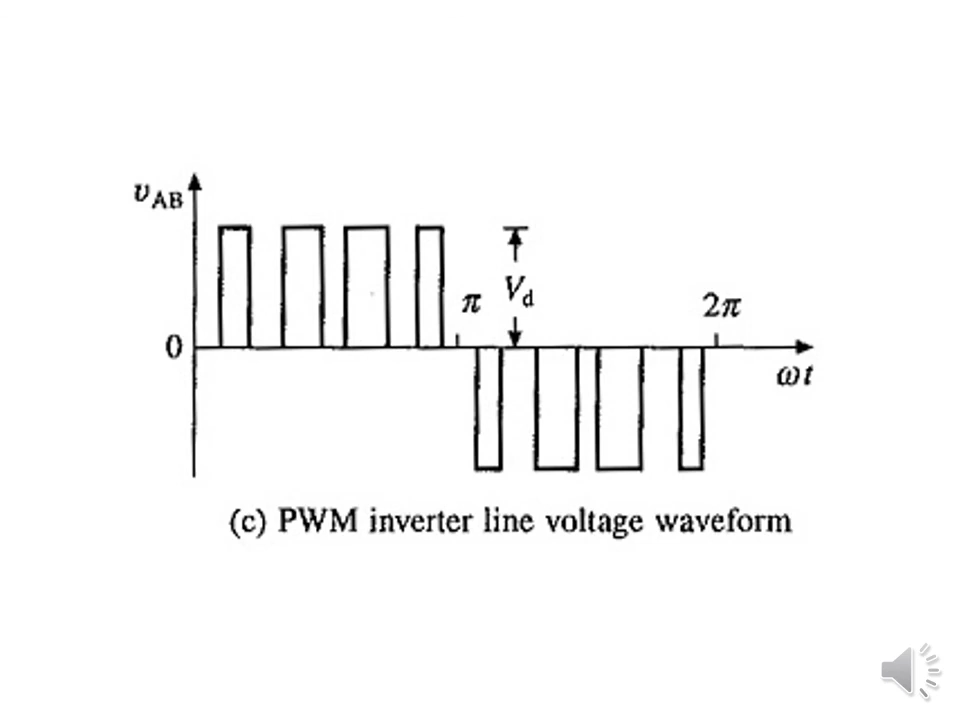 v_AB
π
V_d
2π
0
ωt
(c) PWM inverter line voltage waveform